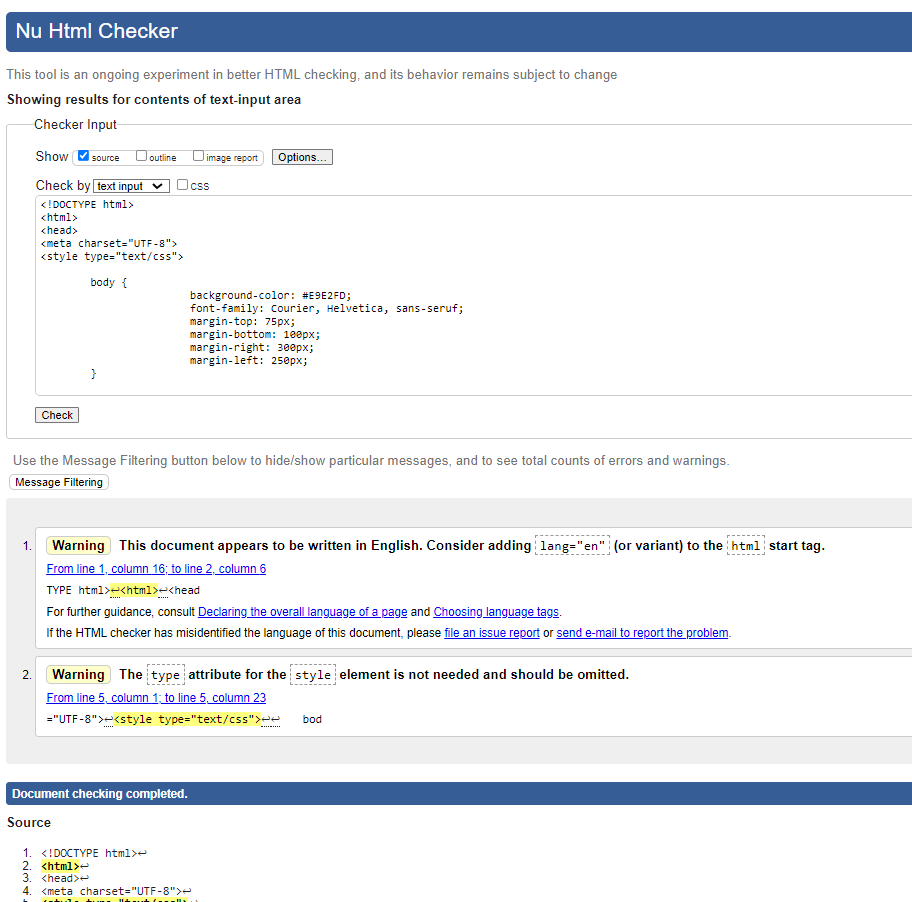 Nu Html Checker
This tool is an ongoing experiment in better HTML checking, and its behavior remains subject to change
Showing results for contents of text-input area
Checker Input
Show source outline image report Options...
Check by text input css
<!DOCTYPE html>
<html>
<head>
<meta charset="UTF-8">
<style type="text/css">
body {
background-color: #E9E2FD;
font-family: Courier, Helvetica, sans-seruf;
margin-top: 75px;
margin-bottom: 100px;
margin-right: 300px;
margin-left: 250px;
}
Check
Use the Message Filtering button below to hide/show particular messages, and to see total counts of errors and warnings.
Message Filtering
1. Warning This document appears to be written in English. Consider adding lang="en" (or variant) to the html start tag.
From line 1, column 16; to line 2, column 6
TYPE html>↩<html>↩<head
For further guidance, consult Declaring the overall language of a page and Choosing language tags.
If the HTML checker has misidentified the language of this document, please file an issue report or send e-mail to report the problem.
2. Warning The type attribute for the style element is not needed and should be omitted.
From line 5, column 1; to line 5, column 23
="UTF-8">↩<style type="text/css">↩↩ bod
Document checking completed.
Source
1. <!DOCTYPE html>↩
2. <html>↩
3. <head>↩
4. <meta charset="UTF-8">↩
<style type="text/css">↩